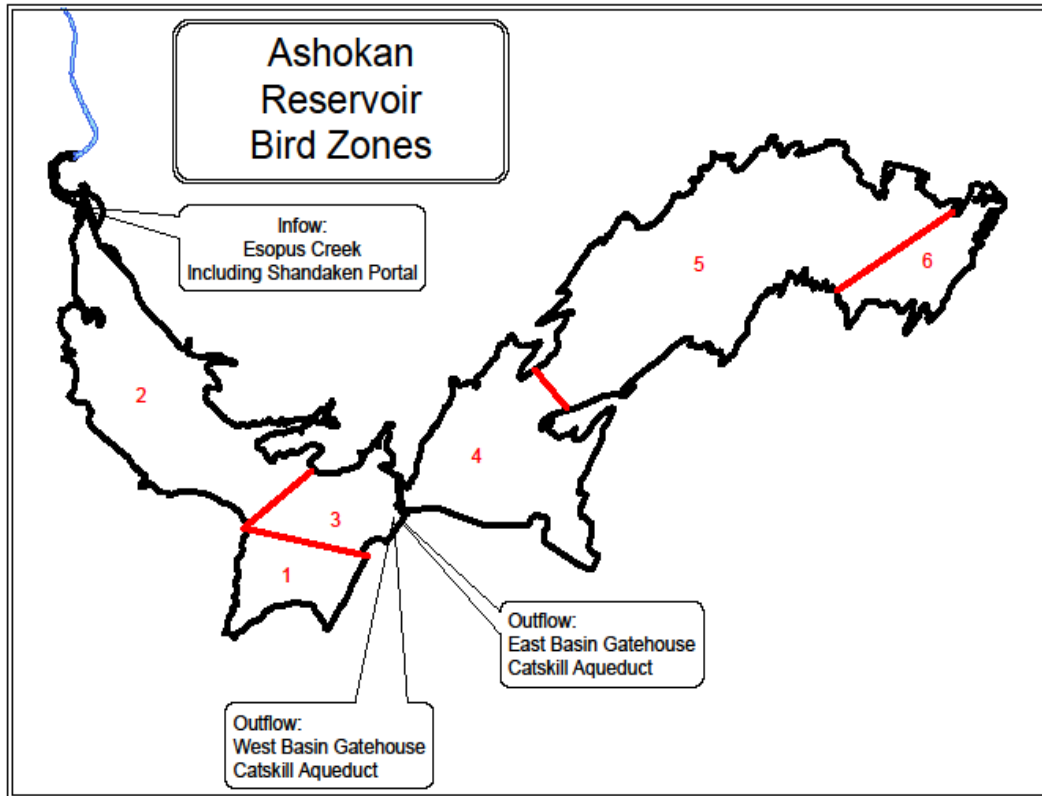 Ashokan
Reservoir
Bird Zones
Infow:
Esopus Creek
Including Shandaken Portal
5
6
2
4
3
1
Outflow:
East Basin Gatehouse
Catskill Aqueduct
Outflow:
West Basin Gatehouse
Catskill Aqueduct